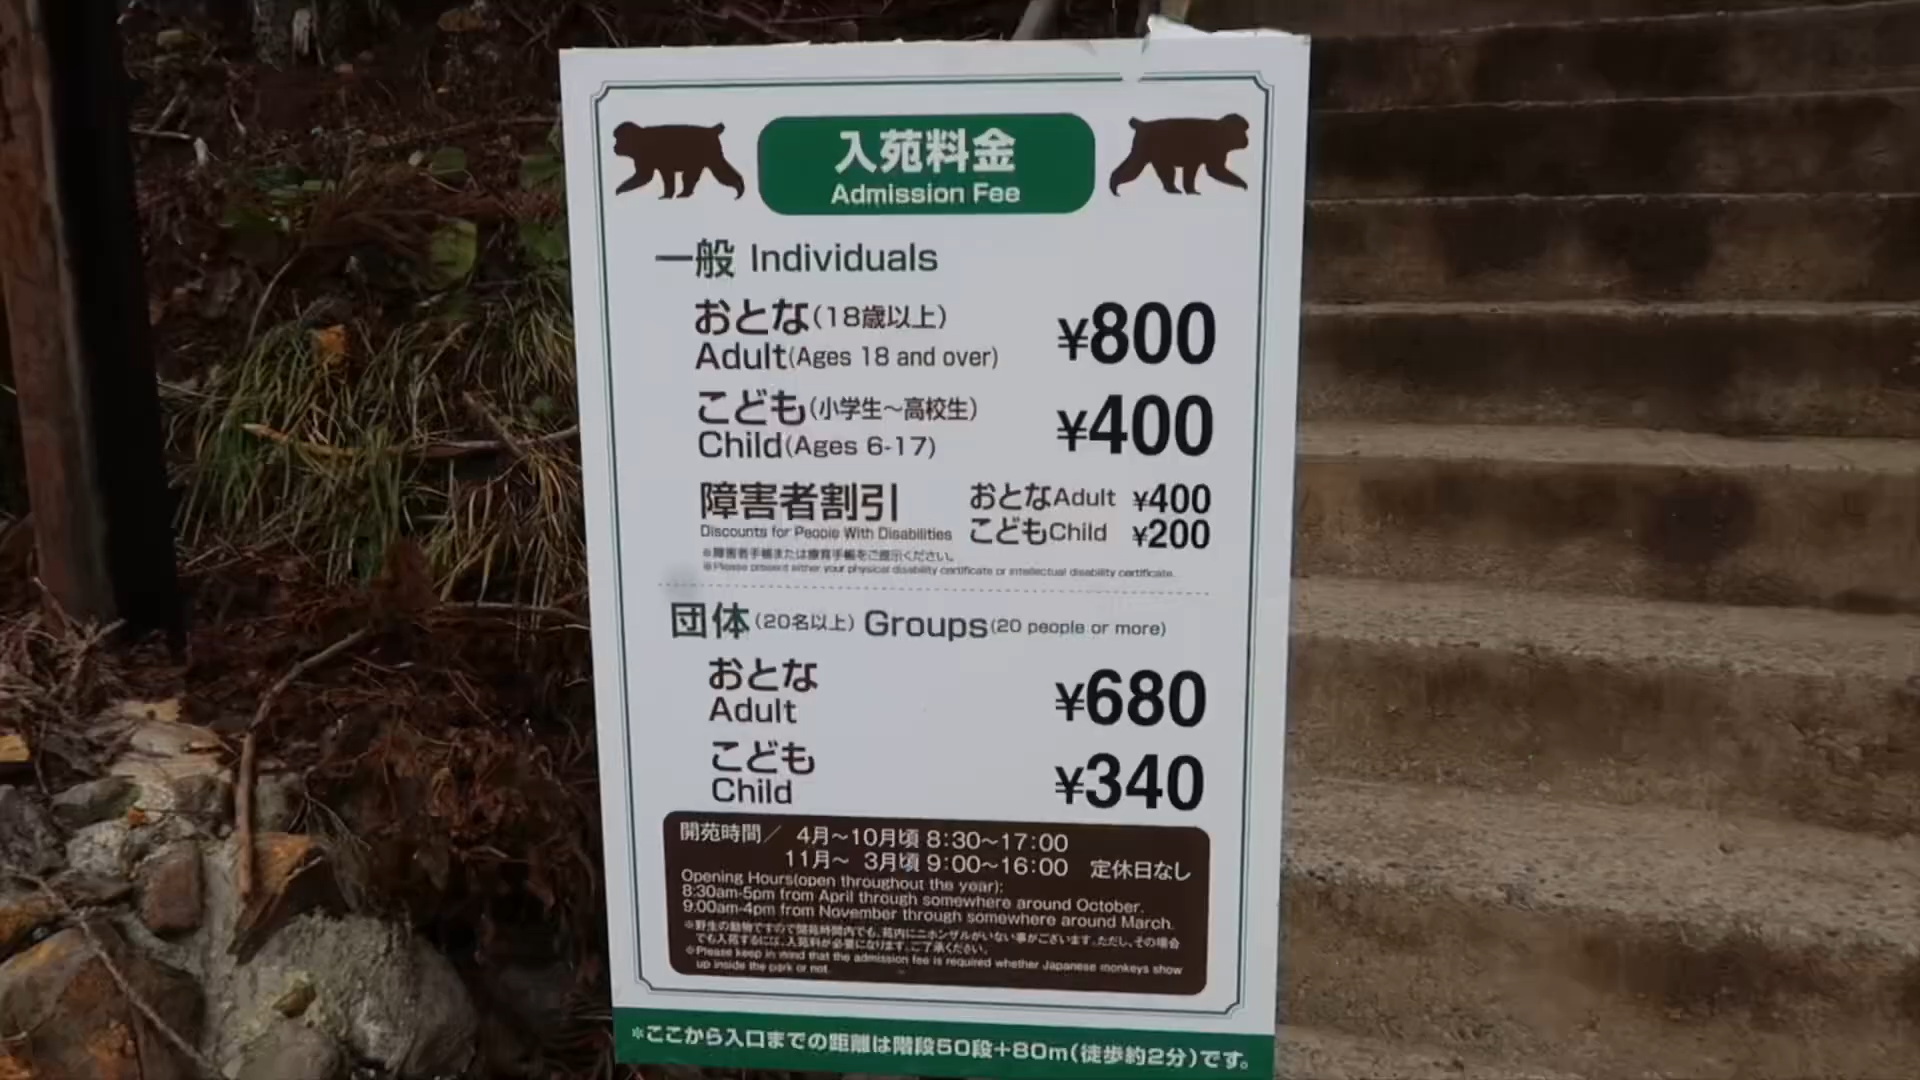 入苑料金
Admission Fee
一般 Individuals
おとな(18歳以上)
Adult(Ages 18 and over)
¥800
こども(小学生～高校生)
Child(Ages 6-17)
¥400
障害者割引
Discounts for People With Disabilities
おとなAdult ¥400
こどもChild ¥200
※障害者手帳または療育手帳をご提示ください。
※Please present either your physical disability certificate or intellectual disability certificate.
団体(20名以上) Groups(20 people or more)
おとな
Adult
¥680
こども
Child
¥340
開苑時間／ 4月～10月頃 8:30～17:00
11月～ 3月頃 9:00～16:00 定休日なし
Opening Hours(open throughout the year):
8:30am-5pm from April through somewhere around October.
9:00am-4pm from November through somewhere around March.
※野生の動物ですので開苑時間内でも、苑内にニホンザルがいない事がございます。ただし、その場合
でも入苑するには、入苑料が必要になります。ご了承ください。
※Please keep in mind that the admission fee is required whether Japanese monkeys show
up inside the park or not.
※ここから入口までの距離は階段50段+80m(徒歩約2分)です。